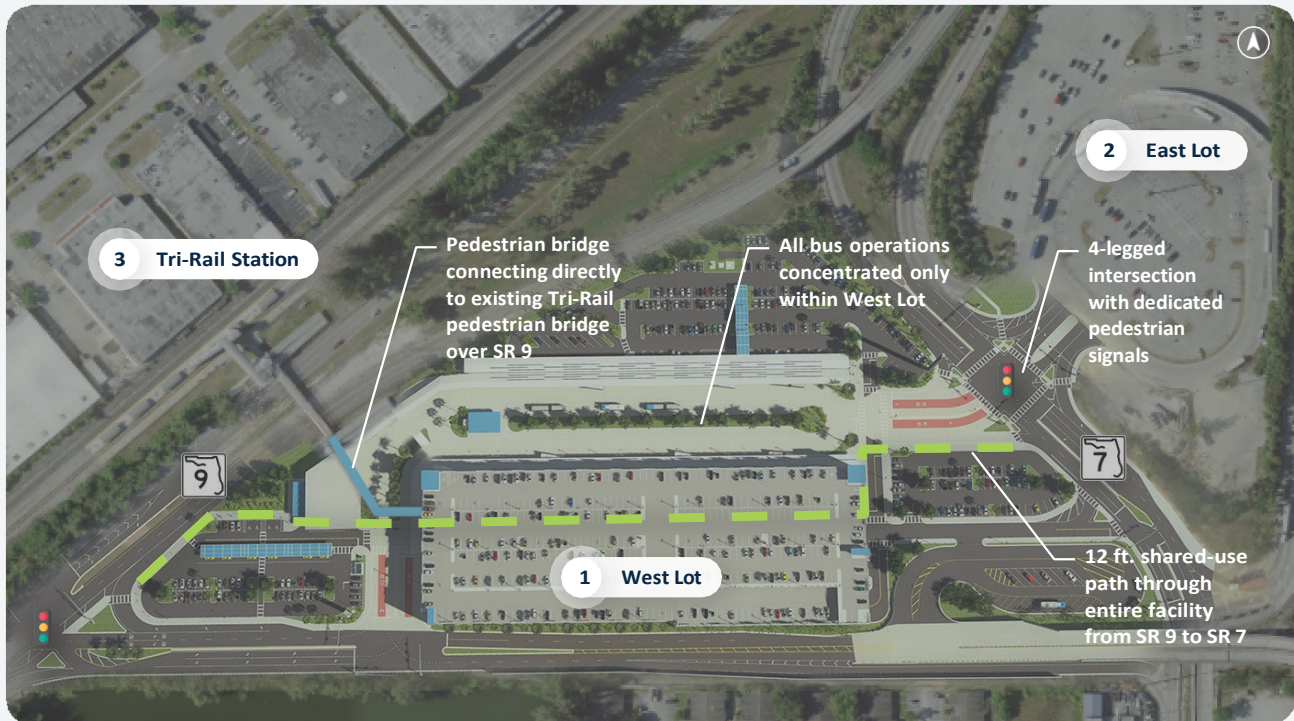 2 East Lot
3 Tri-Rail Station
Pedestrian bridge
connecting directly
to existing Tri-Rail
pedestrian bridge
over SR 9
All bus operations
concentrated only
within West Lot
4-legged
intersection
with dedicated
pedestrian
signals
9
7
1 West Lot
12 ft. shared-use
path through
entire facility
from SR 9 to SR 7